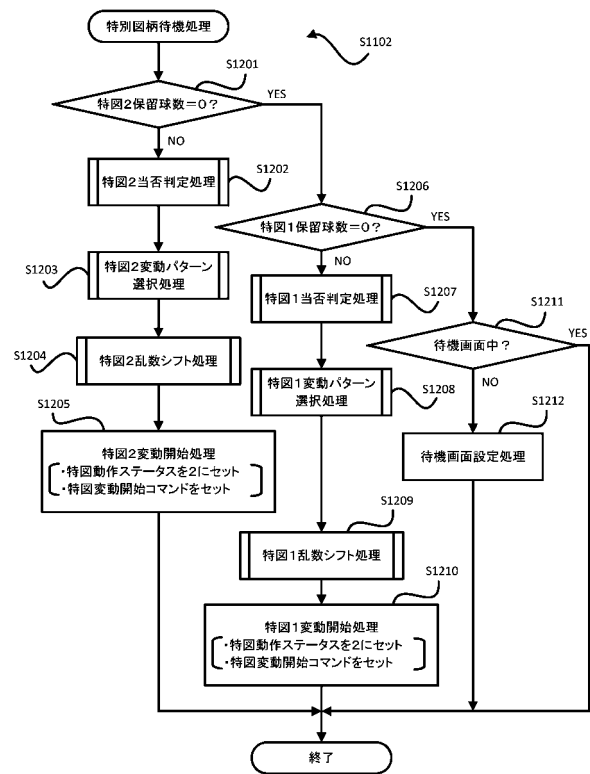 特別図柄待機処理
S1102
S1201
特図2保留球数=0?
YES
NO
特図2当否判定処理
S1202
S1206
特図1保留球数=0?
YES
NO
S1203
特図2変動パターン
選択処理
特図1当否判定処理
S1207
S1211
待機画面中?
YES
NO
S1204
特図2乱数シフト処理
特図1変動パターン
選択処理
S1208
S1205
特図2変動開始処理
・特図動作ステータスを2にセット
・特図変動開始コマンドをセット
S1212
待機画面設定処理
S1209
特図1乱数シフト処理
S1210
特図1変動開始処理
・特図動作ステータスを2にセット
・特図変動開始コマンドをセット
終了